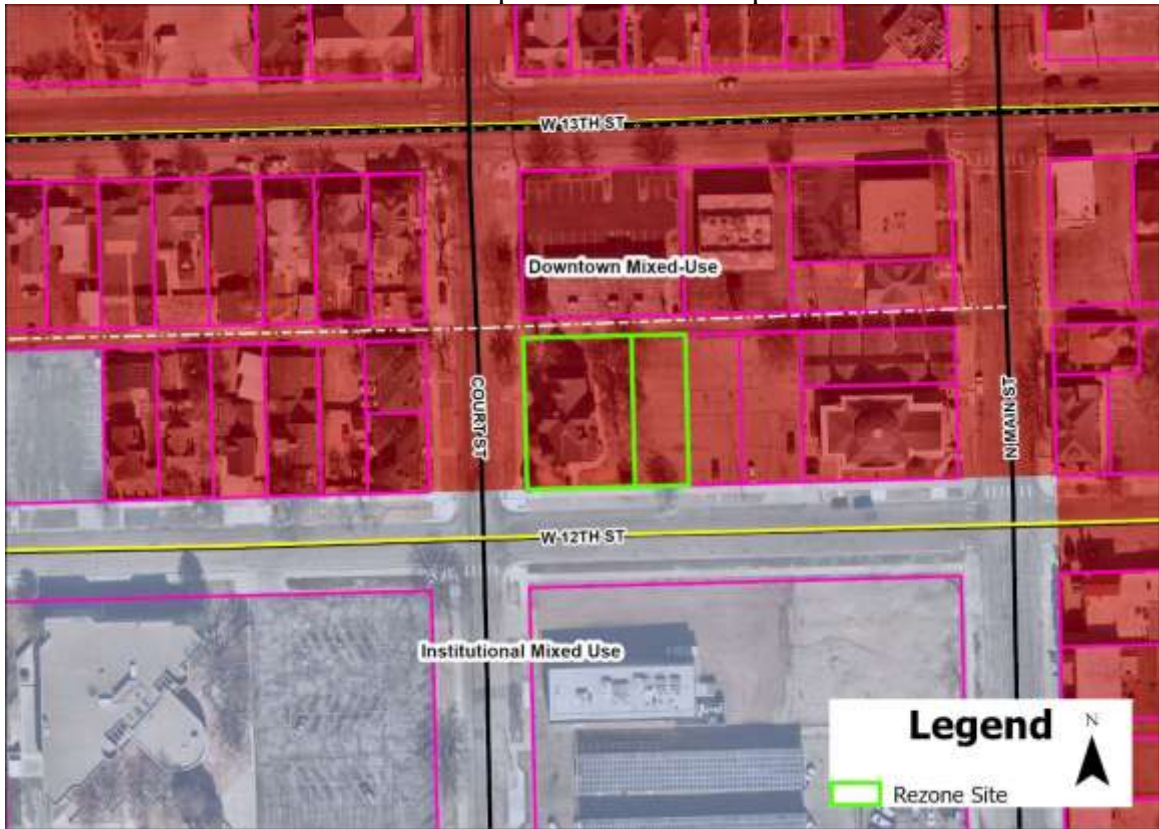 W 13TH ST
Downtown Mixed-Use
COURT ST
N MAIN ST
W 12TH ST
Institutional Mixed Use
Legend
N
Rezone Site